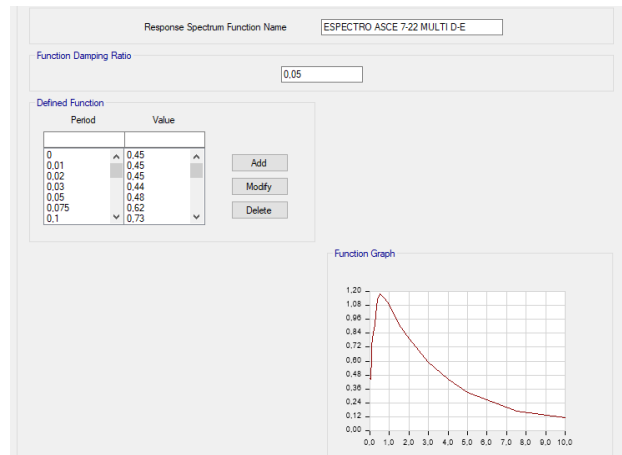 Response Spectrum Function Name ESPECTRO ASCE 7-22 MULTI D-E
Function Damping Ratio
0,05
Defined Function
Period Value
0 0,45
0,01 0,45
0,02 0,45
0,03 0,44
0,05 0,48
0,075 0,62
0,1 0,73
Add
Modify
Delete
Function Graph
1,20
1,08
0,96
0,84
0,72
0,60
0,48
0,36
0,24
0,12
0,00
0,0 1,0 2,0 3,0 4,0 5,0 6,0 7,0 8,0 9,0 10,0